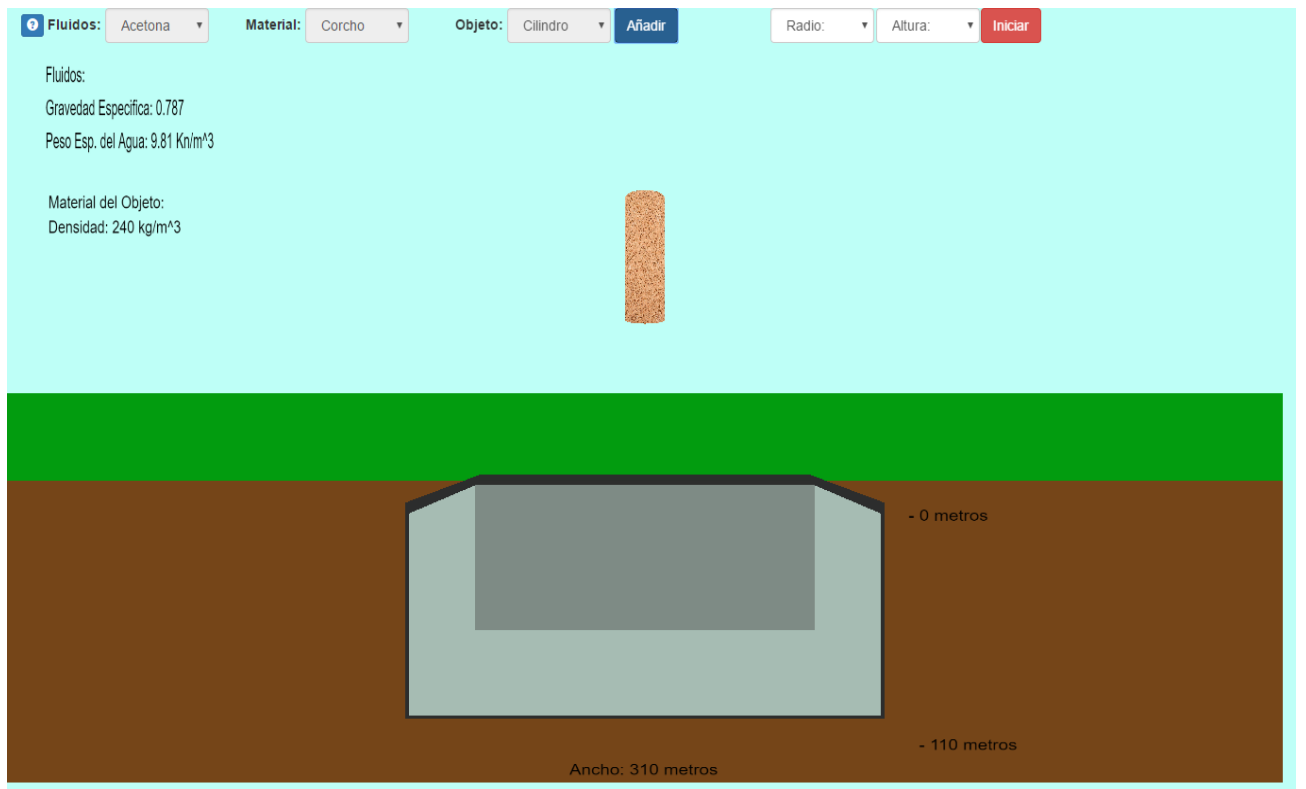 Fluidos: Acetona Material: Corcho Objeto: Cilindro Añadir Radio: Altura: Iniciar
Fluidos:
Gravedad Especifica: 0.787
Peso Esp. del Agua: 9.81 Kn/m^3
Material del Objeto:
Densidad: 240 kg/m^3
- 0 metros
- 110 metros
Ancho: 310 metros